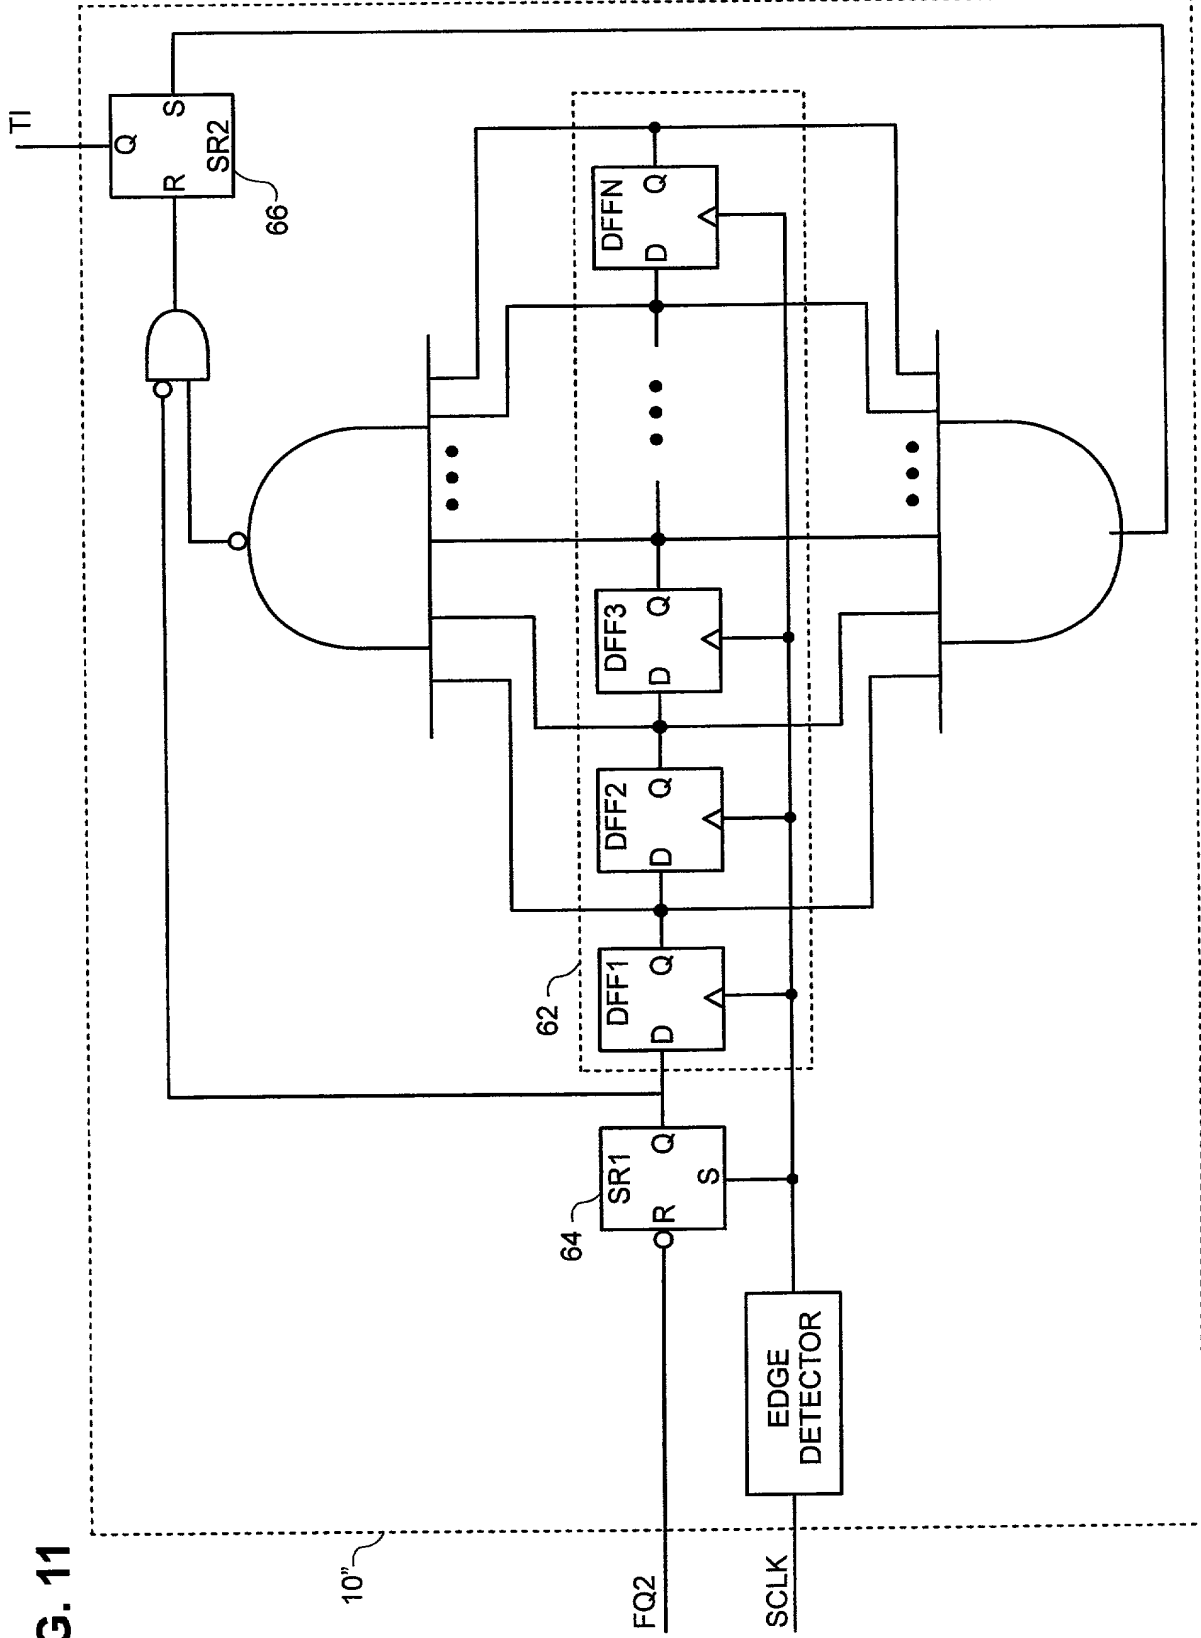 G. 11
10”
FQ2
SCLK
EDGE
DETECTOR
64
SR1
R
Q
S
62
DFF1
D
Q
DFF2
D
Q
DFF3
D
Q
DFFN
D
Q
66
SR2
R
S
Q
TI